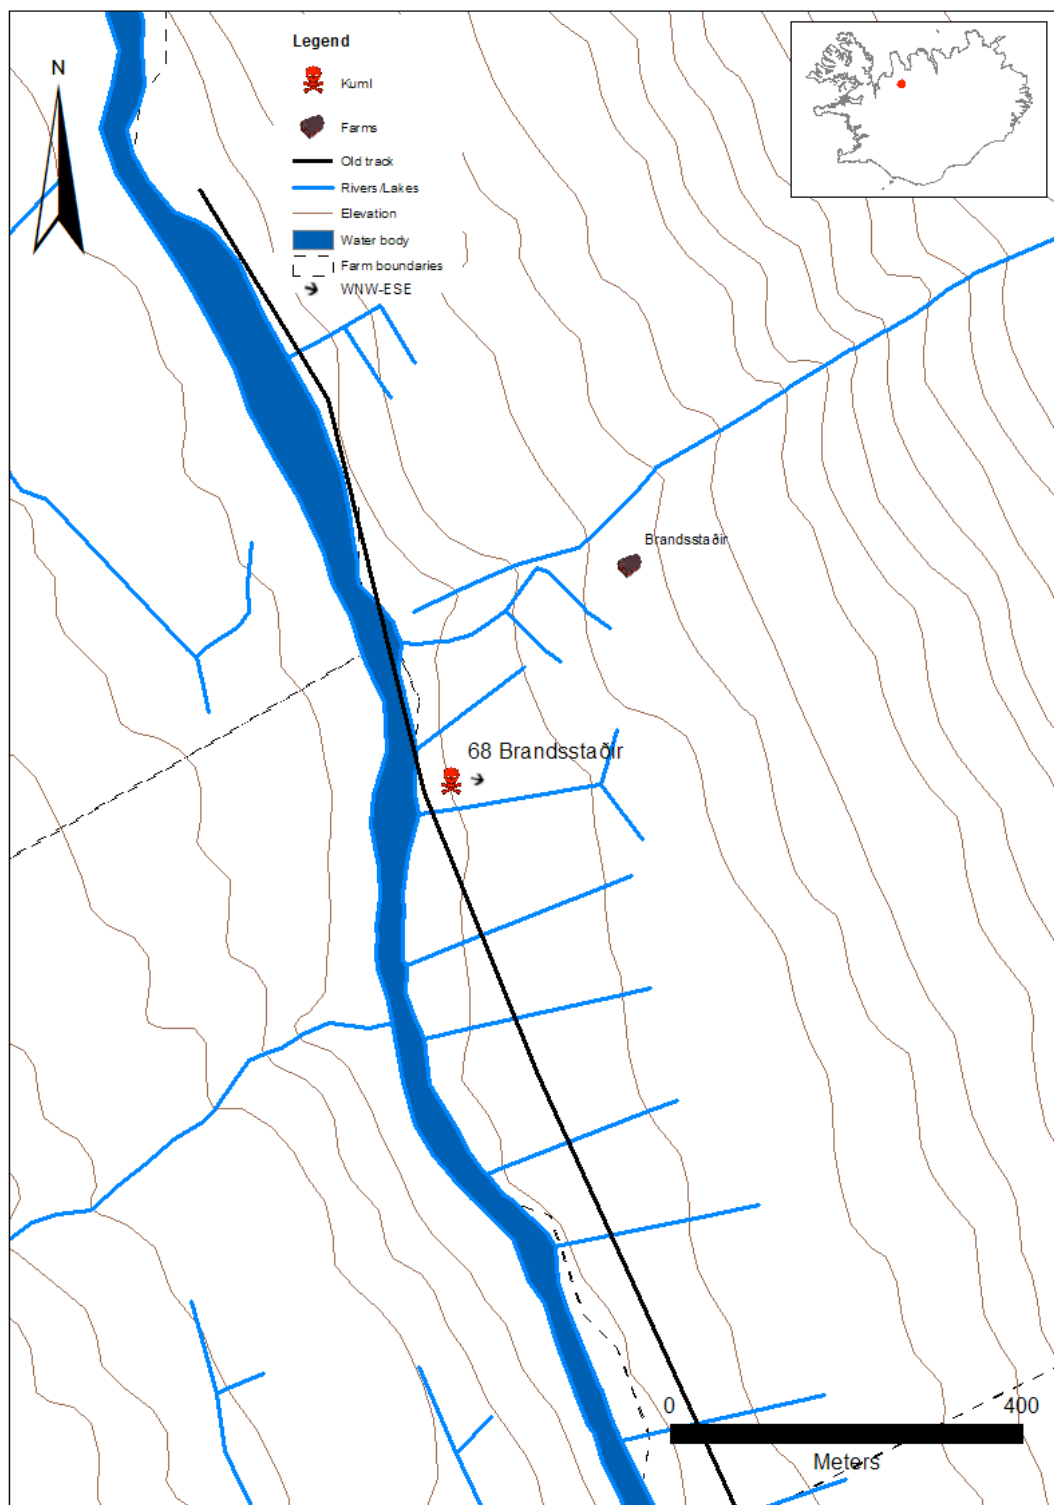 N
Legend
Kuml
Farms
Old track
Rivers/Lakes
Elevation
Water body
Farm boundaries
WNW-ESE
Brandsstaðir
68 Brandsstaðir
0 400
Meters